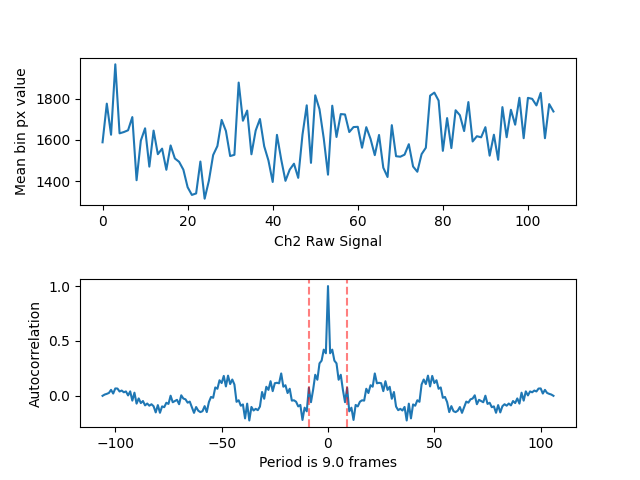 Mean bin px value
1800
1600
1400
0 20 40 60 80 100
Ch2 Raw Signal
Autocorrelation
1.0
0.5
0.0
−100 −50 0 50 100
Period is 9.0 frames